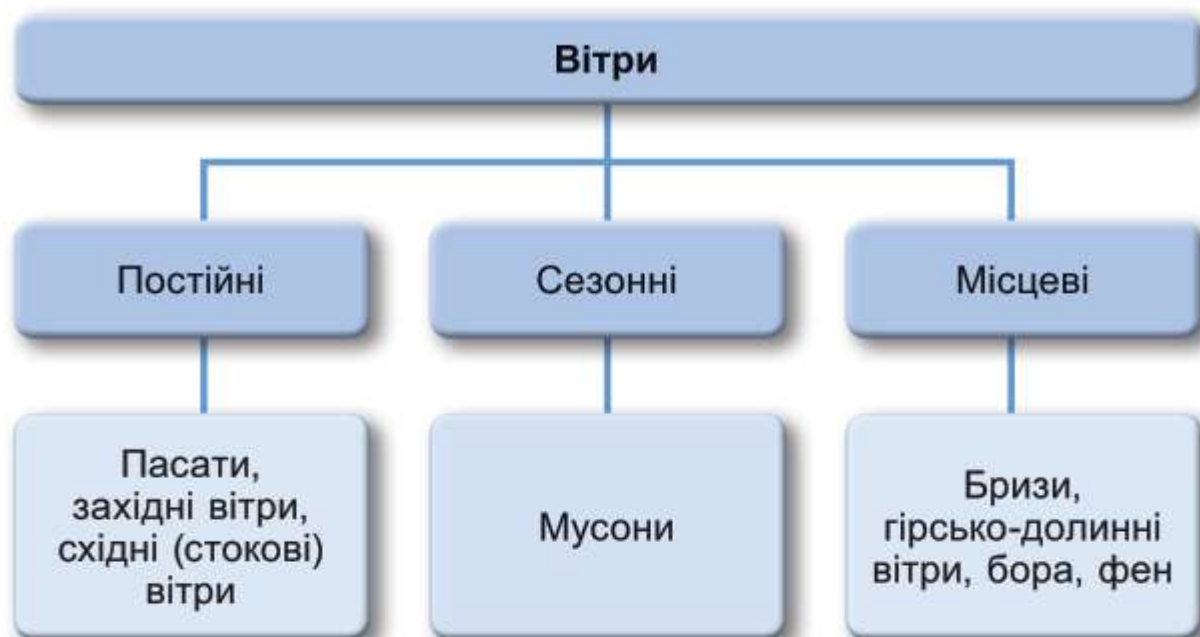 Вітри
Постійні
Сезонні
Місцеві
Пасати,
західні вітри,
східні (стокові)
вітри
Мусони
Бризи,
гірсько-долинні
вітри, бора, фен